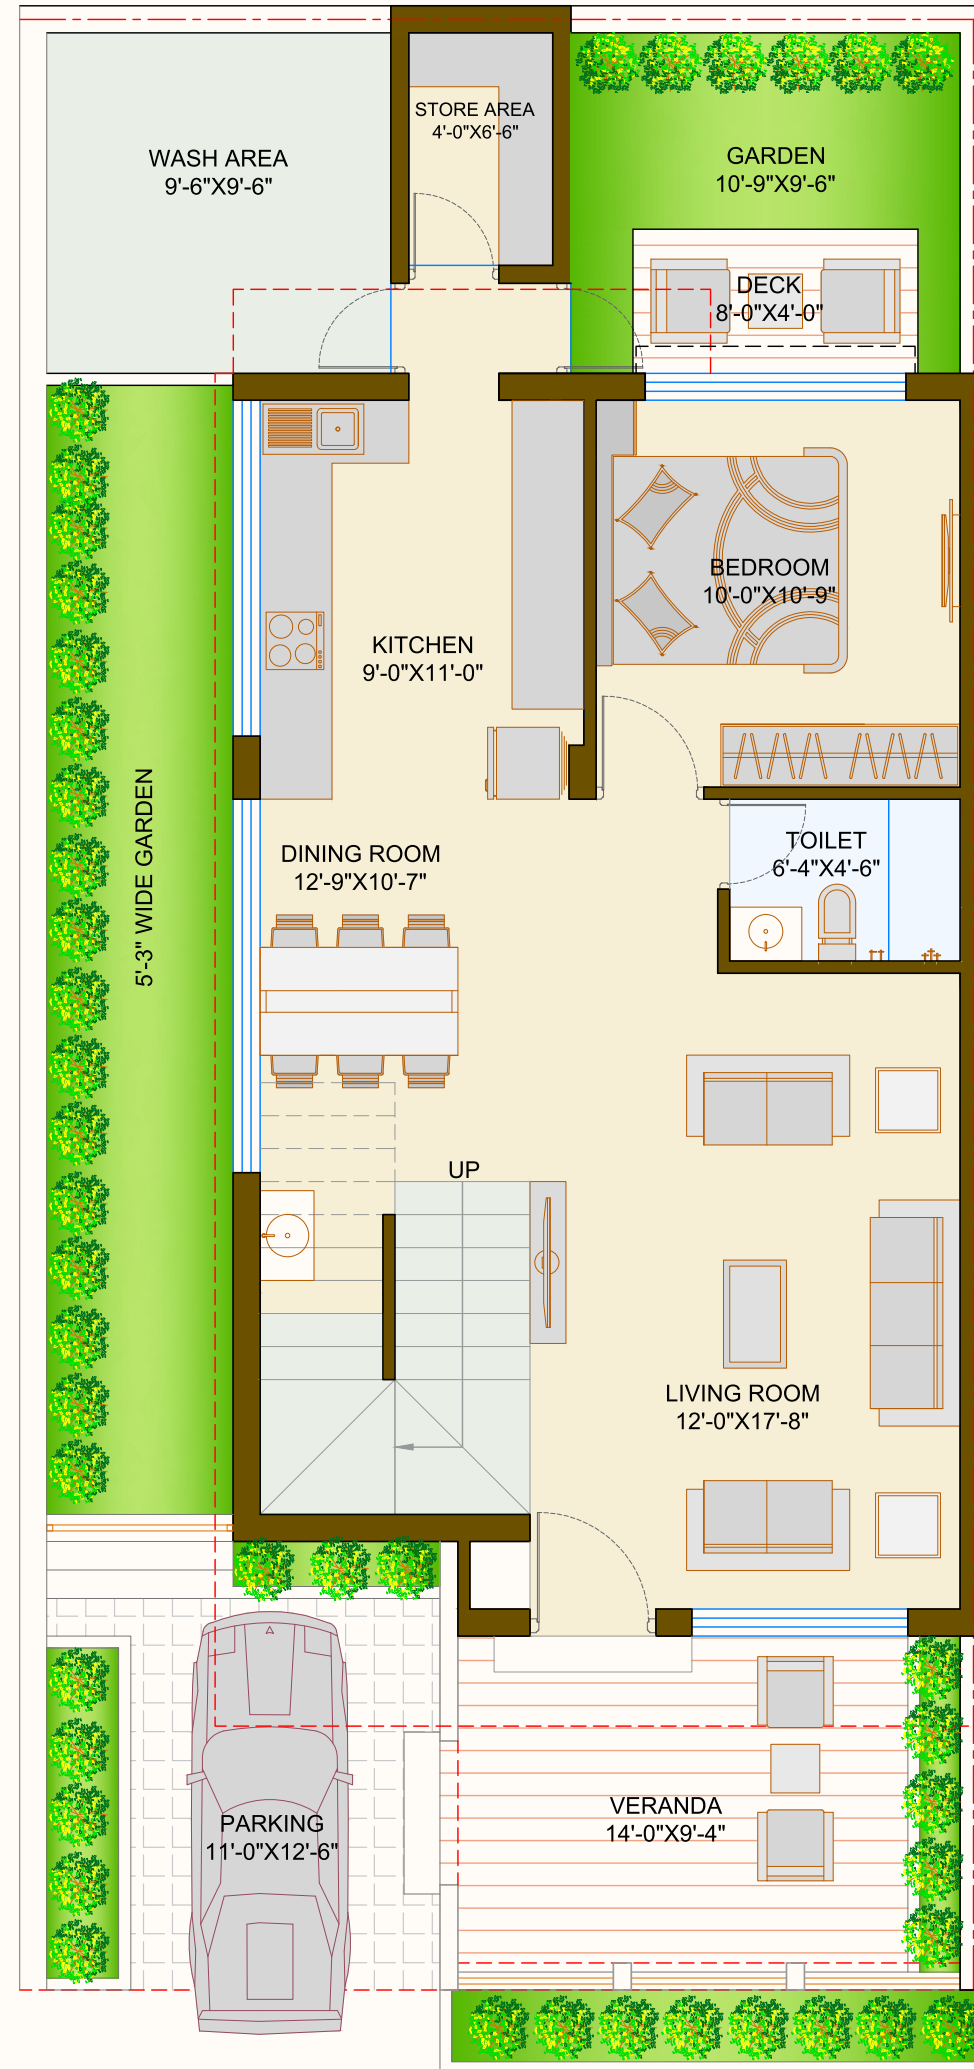 STORE AREA
4'-0"X6'-6"
WASH AREA
9'-6"X9'-6"
GARDEN
10'-9"X9'-6"
DECK
8'-0"X4'-0"
BEDROOM
10'-0"X10'-9"
KITCHEN
9'-0"X11'-0"
5'-3" WIDE GARDEN
DINING ROOM
12'-9"X10'-7"
TOILET
6'-4"X4'-6"
UP
LIVING ROOM
12'-0"X17'-8"
VERANDA
14'-0"X9'-4"
PARKING
11'-0"X12'-6"